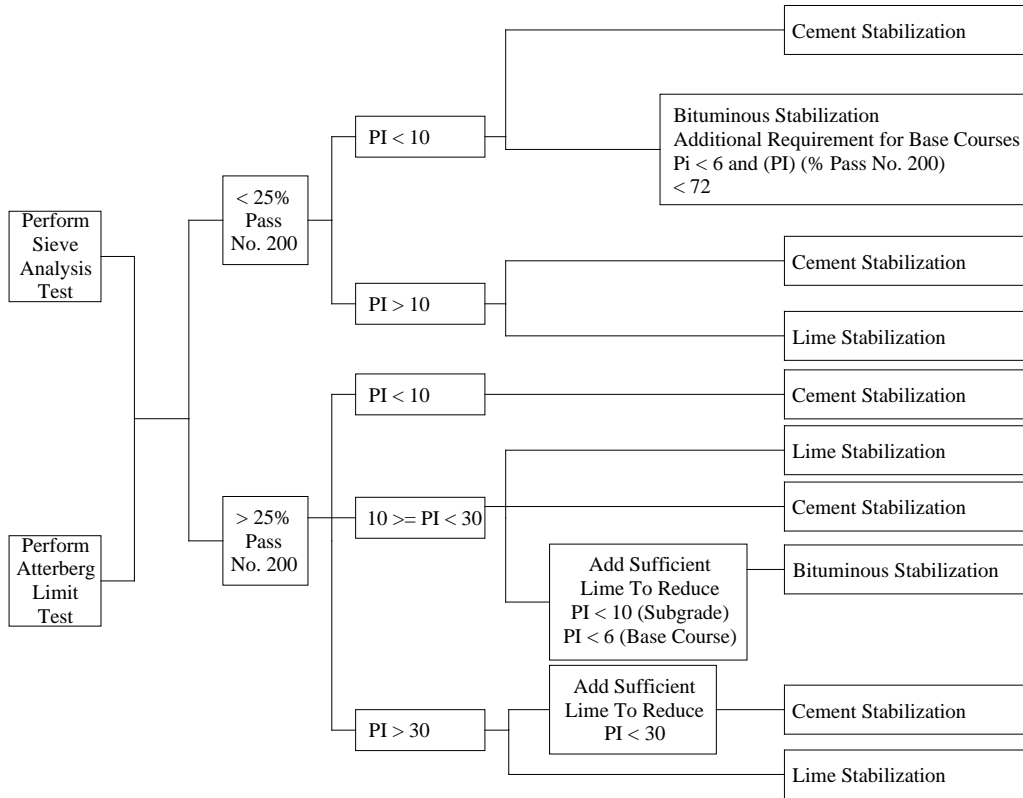 Perform
Sieve
Analysis
Test
Perform
Atterberg
Limit
Test
< 25%
Pass
No. 200
> 25%
Pass
No. 200
PI < 10
PI > 10
PI < 10
10 >= PI < 30
PI > 30
Cement Stabilization
Bituminous Stabilization
Additional Requirement for Base Courses
Pi < 6 and (PI) (% Pass No. 200)
< 72
Cement Stabilization
Lime Stabilization
Cement Stabilization
Lime Stabilization
Cement Stabilization
Add Sufficient
Lime To Reduce
PI < 10 (Subgrade)
PI < 6 (Base Course)
Bituminous Stabilization
Add Sufficient
Lime To Reduce
PI < 30
Cement Stabilization
Lime Stabilization